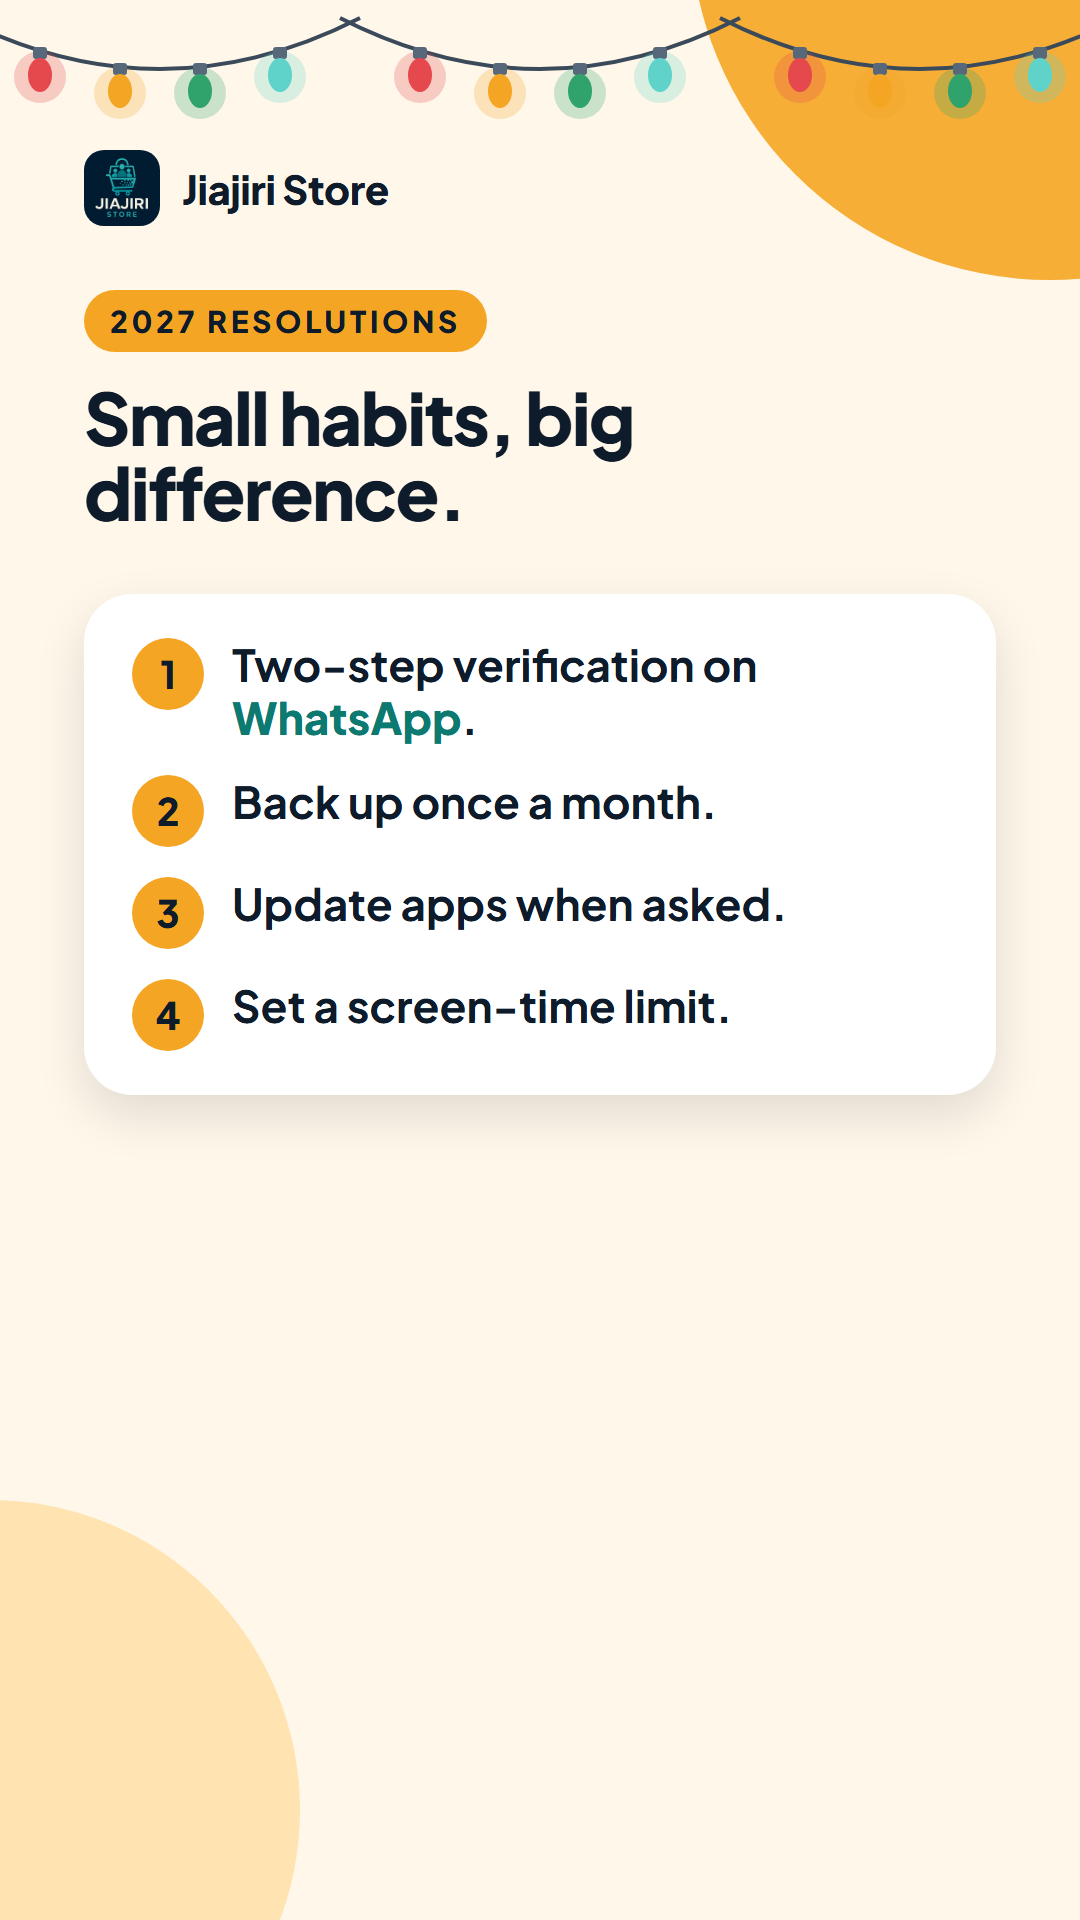 JIAJIRI
STORE
Jiajiri Store
2027 RESOLUTIONS
Small habits, big
difference.
1 Two-step verification on
WhatsApp.
2 Back up once a month.
3 Update apps when asked.
4 Set a screen-time limit.